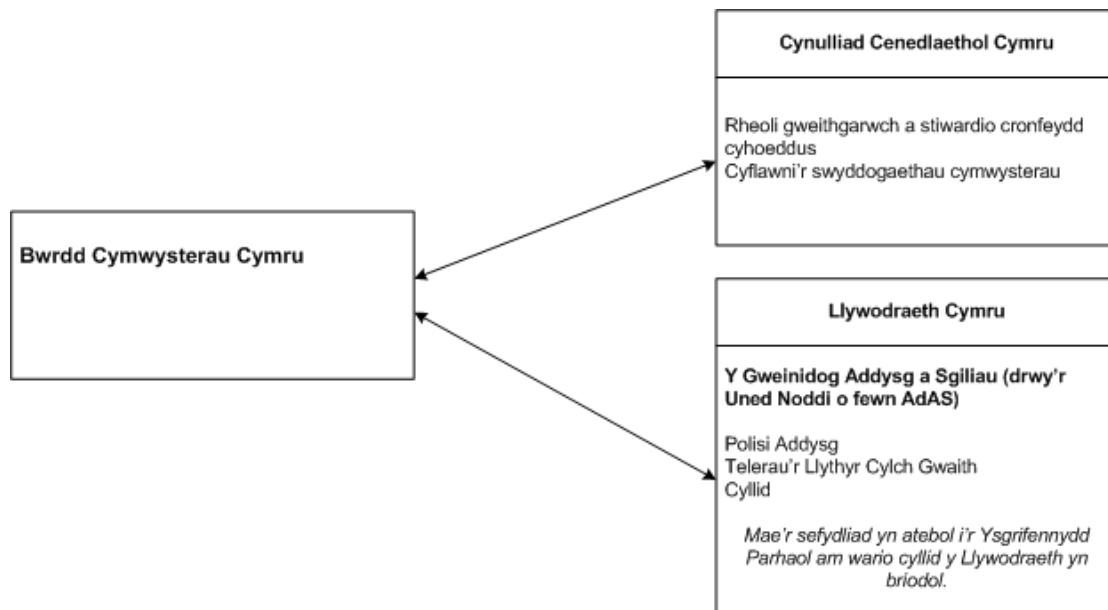 Bwrdd Cymwysterau Cymru
Cynulliad Cenedlaethol Cymru
Rheoli gweithgarwch a stiwardio cronfeydd
cyhoeddus
Cyflawni'r swyddogaethau cymwysterau
Llywodraeth Cymru
Y Gweinidog Addysg a Sgiliau (drwy'r
Uned Noddi o fewn AdAS)
Polisi Addysg
Telerau'r Llythyr Cylch Gwaith
Cyllid
Mae'r sefydliad yn atebol i'r Ysgrifennydd
Parhaol am wario cyllid y Llywodraeth yn
briodol.